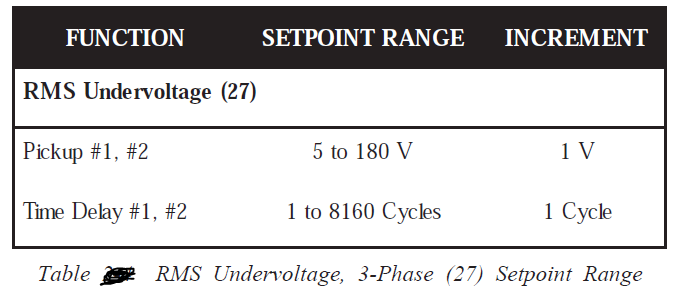 FUNCTION SETPOINT RANGE INCREMENT
RMS Undervoltage (27)
Pickup #1, #2 5 to 180 V 1 V
Time Delay #1, #2 1 to 8160 Cycles 1 Cycle
Table RMS Undervoltage, 3-Phase (27) Setpoint Range